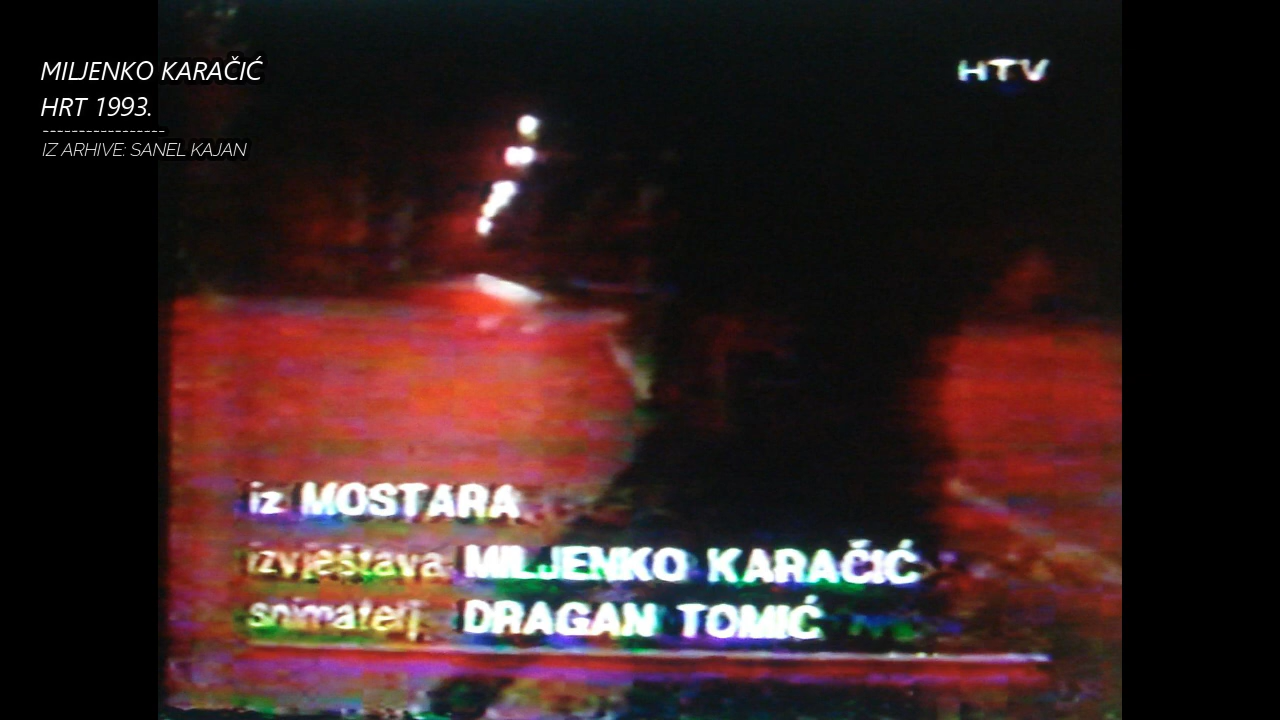 MILJENKO KARAČIĆ
HRT 1993.
-----------------
IZ ARHIVE: SANEL KAJAN
HTV
iz MOSTARA
izvještava MILJENKO KARAČIĆ
snimatelj DRAGAN TOMIĆ